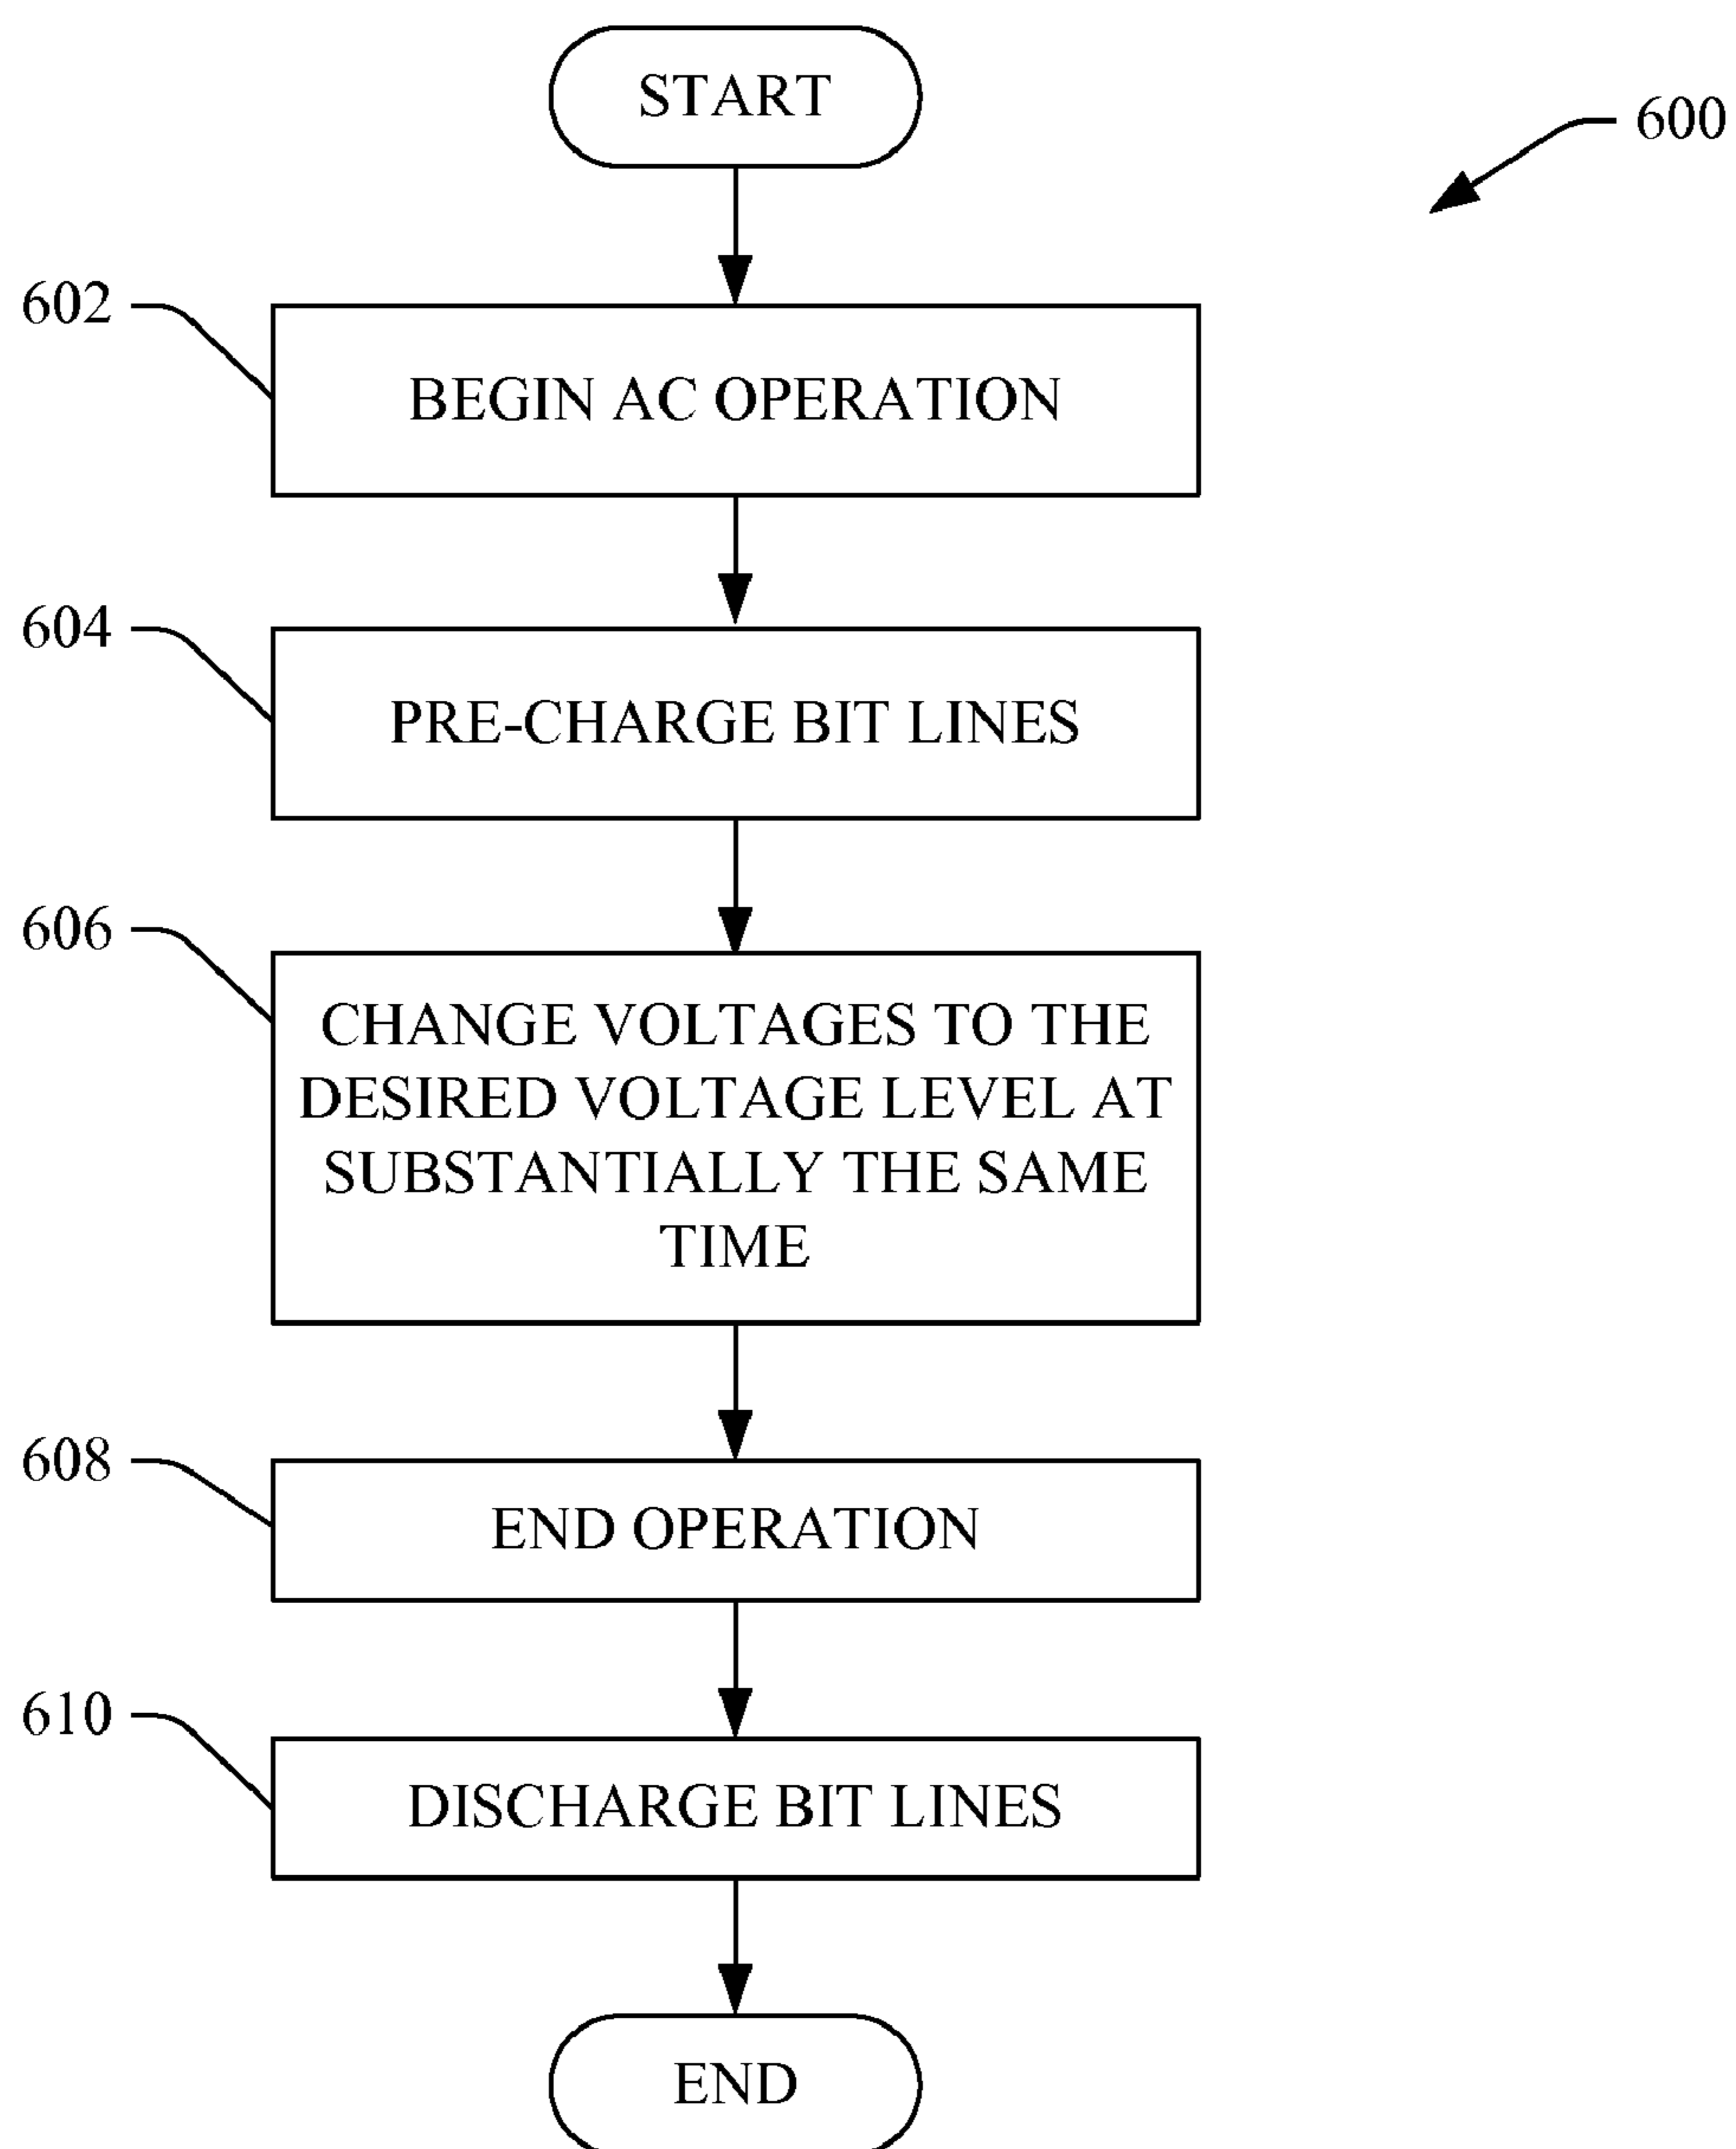 START
600
602
BEGIN AC OPERATION
604
PRE-CHARGE BIT LINES
606
CHANGE VOLTAGES TO THE
DESIRED VOLTAGE LEVEL AT
SUBSTANTIALLY THE SAME
TIME
608
END OPERATION
610
DISCHARGE BIT LINES
END